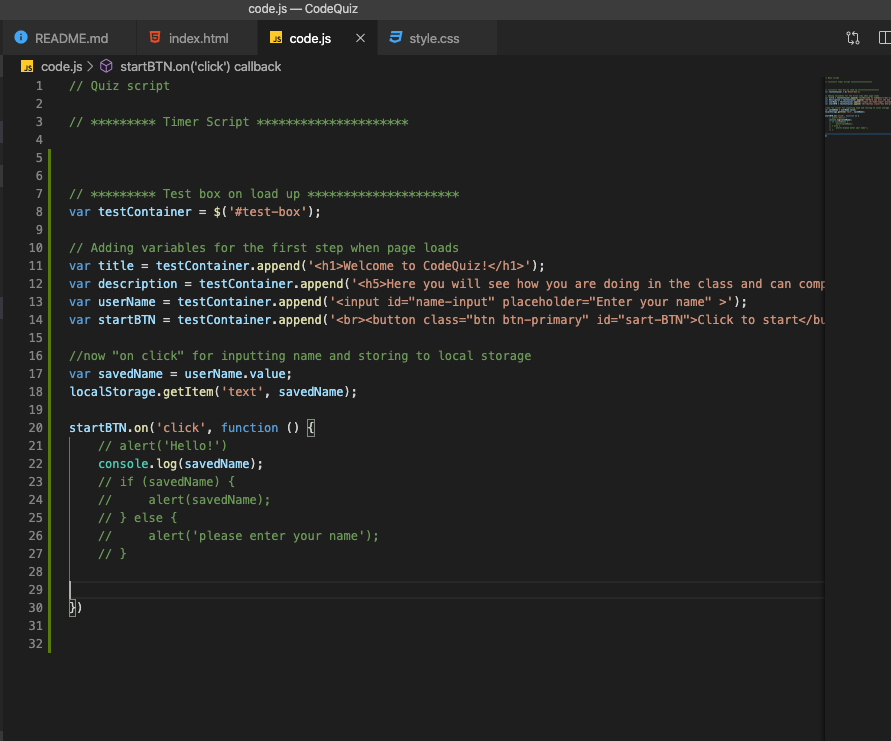 code.js — CodeQuiz
README.md index.html code.js × style.css
JS code.js > startBTN.on('click') callback
1 // Quiz script
2
3 // ********* Timer Script *********************
4
5
6
7 // ********* Test box on load up *********************
8 var testContainer = $('#test-box');
9
10 // Adding variables for the first step when page loads
11 var title = testContainer.append('<h1>Welcome to CodeQuiz!</h1>');
12 var description = testContainer.append('<h5>Here you will see how you are doing in the class and can comp
13 var userName = testContainer.append('<input id="name-input" placeholder="Enter your name" >');
14 var startBTN = testContainer.append('<br><button class="btn btn-primary" id="sart-BTN">Click to start</bu
15
16 //now "on click" for inputting name and storing to local storage
17 var savedName = userName.value;
18 localStorage.getItem('text', savedName);
19
20 startBTN.on('click', function () {
21     // alert('Hello!')
22     console.log(savedName);
23     // if (savedName) {
24     //     alert(savedName);
25     // } else {
26     //     alert('please enter your name');
27     // }
28
29
30 })
31
32